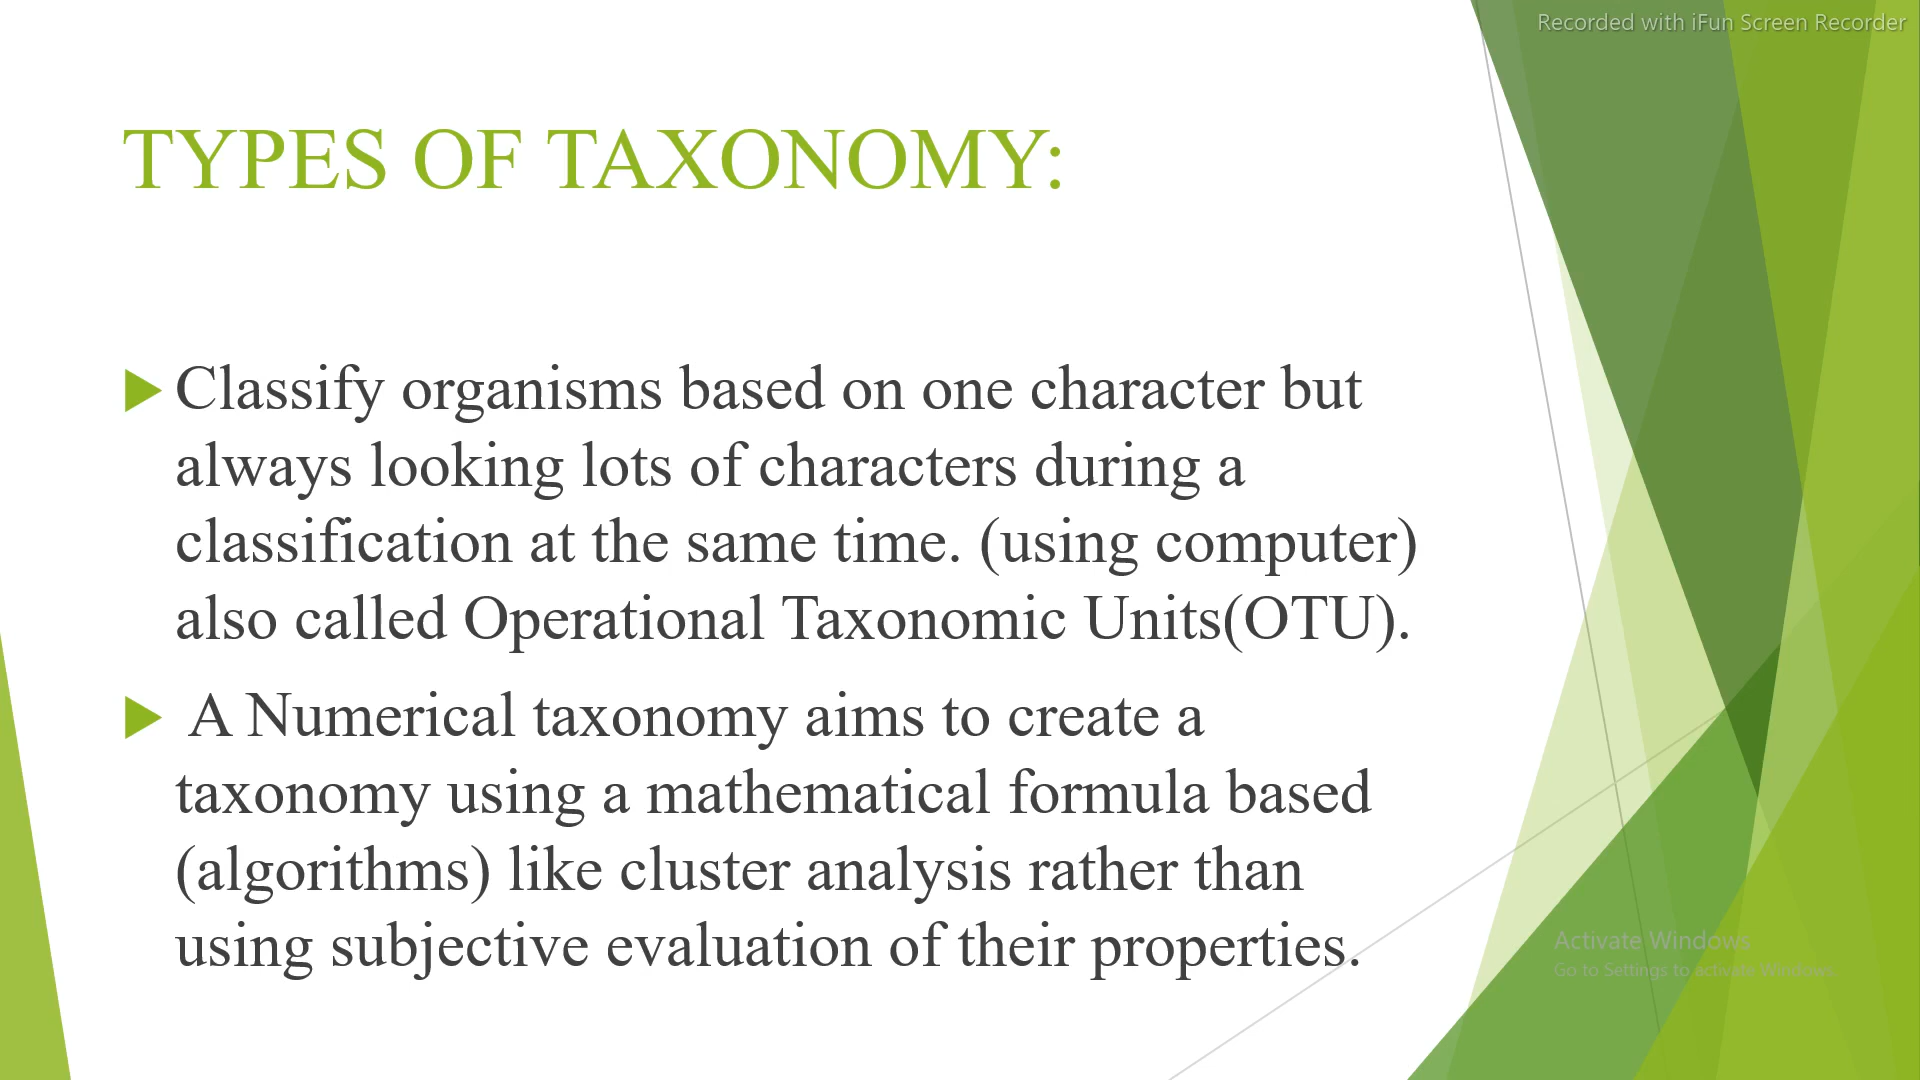 Recorded with iFun Screen Recorder
TYPES OF TAXONOMY:
Classify organisms based on one character but
always looking lots of characters during a
classification at the same time. (using computer)
also called Operational Taxonomic Units(OTU).
A Numerical taxonomy aims to create a
taxonomy using a mathematical formula based
(algorithms) like cluster analysis rather than
using subjective evaluation of their properties.
Activate Windows
Go to Settings to activate Windows.